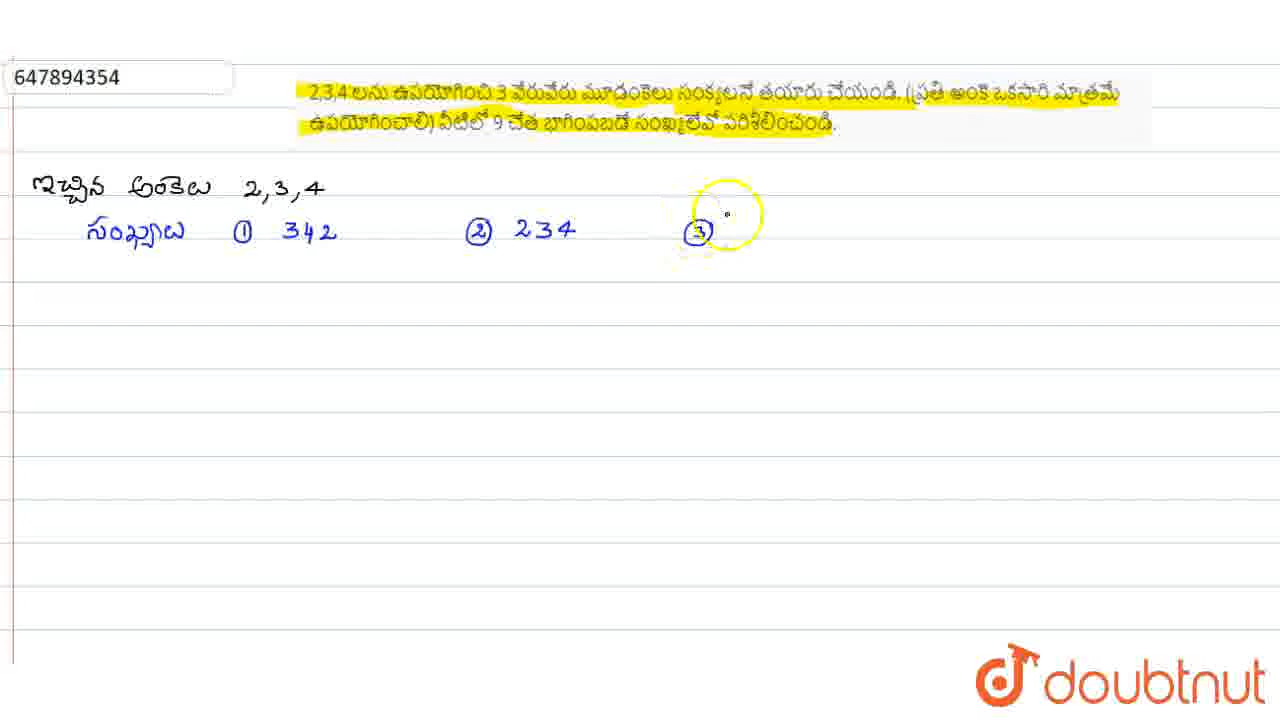 647894354
2,3,4 లను ఉపయోగించి 3 వేరువేరు మూడంకెలు సంక్యలనే తయారు చేయండి. (ప్రతి అంకె ఒకసారి మాత్రమే
ఉపయోగించాలి) వీటిలో 9 చేత భాగింపబడే సంఖ్యలేవో పరిశీలించండి.
ఇచ్చిన అంకెలు 2,3,4
సంఖ్యలు ① 342 ② 234 ③
doubtnut